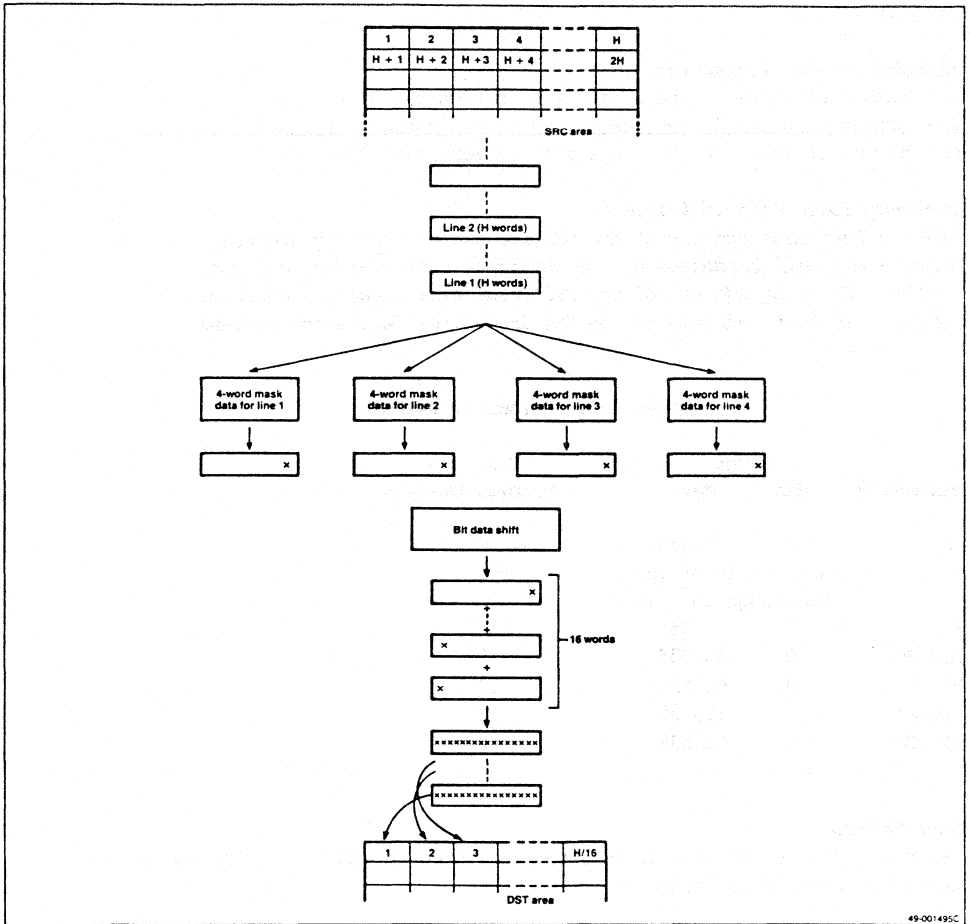 1 2 3 4 H
H + 1 H + 2 H + 3 H + 4 2H
SRC area
Line 2 (H words)
Line 1 (H words)
4-word mask
data for line 1
4-word mask
data for line 2
4-word mask
data for line 3
4-word mask
data for line 4
× × × ×
Bit data shift
×
+
+
×
+
×
16 words
××××××××××××××××
××××××××××××××××
1 2 3 H/16
DST area
49-001495C